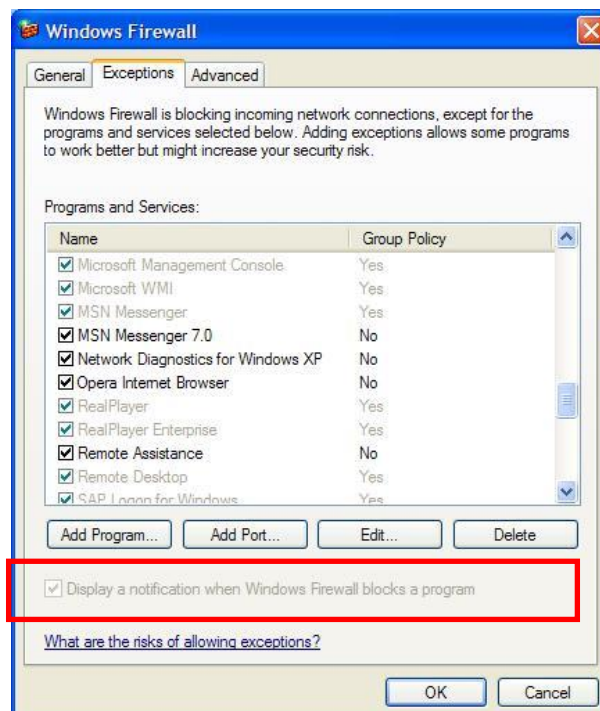 Windows Firewall
General Exceptions Advanced
Windows Firewall is blocking incoming network connections, except for the
programs and services selected below. Adding exceptions allows some programs
to work better but might increase your security risk.
Programs and Services:
Name Group Policy
Microsoft Management Console Yes
Microsoft WMI Yes
MSN Messenger Yes
MSN Messenger 7.0 No
Network Diagnostics for Windows XP No
Opera Internet Browser No
RealPlayer Yes
RealPlayer Enterprise Yes
Remote Assistance No
Remote Desktop Yes
SAP Logon for Windows Yes
Add Program... Add Port... Edit... Delete
Display a notification when Windows Firewall blocks a program
What are the risks of allowing exceptions?
OK Cancel